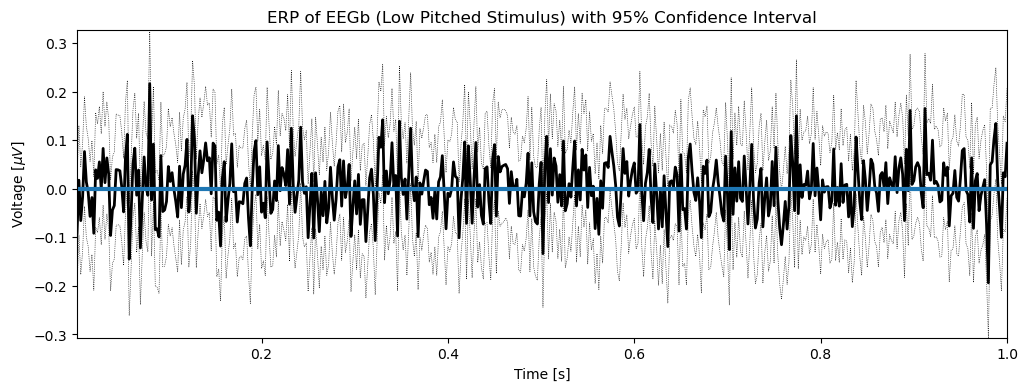 ERP of EEGb (Low Pitched Stimulus) with 95% Confidence Interval
0.3
0.2
0.1
0.0
−0.1
−0.2
−0.3
Voltage [μV]
0.2 0.4 0.6 0.8 1.0
Time [s]